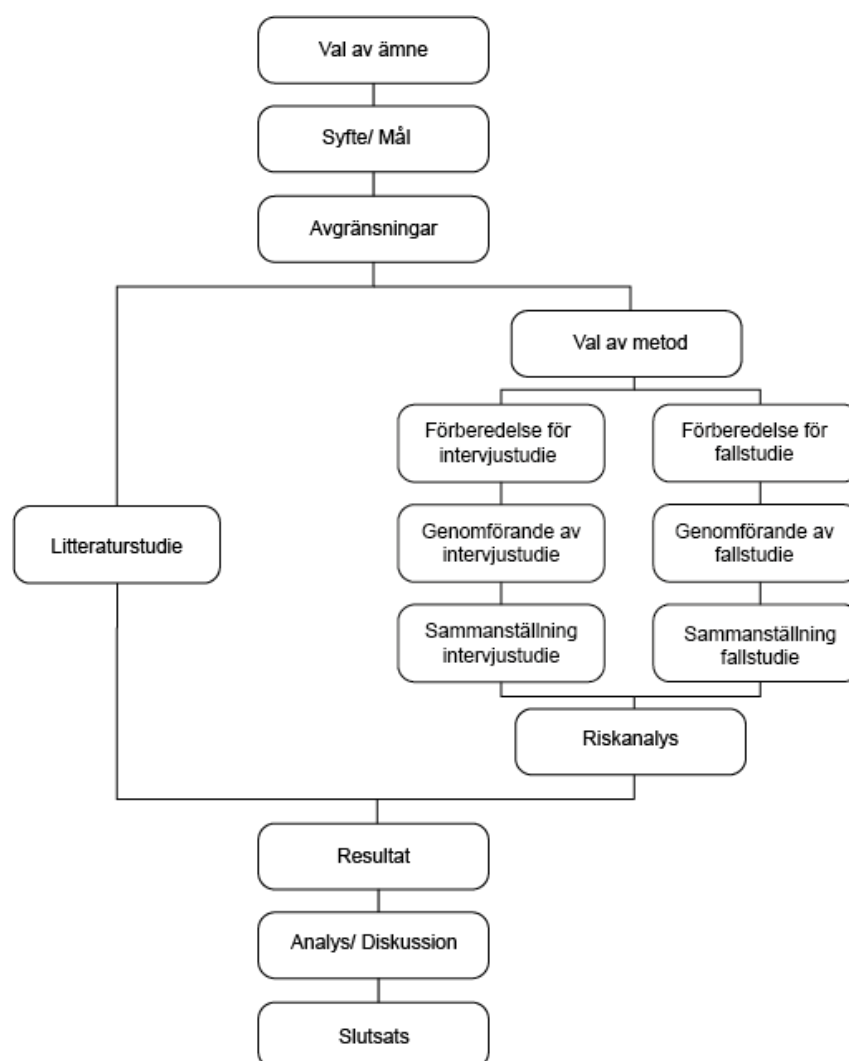 Val av ämne
Syfte/ Mål
Avgränsningar
Val av metod
Förberedelse för
intervjustudie
Förberedelse för
fallstudie
Litteraturstudie
Genomförande av
intervjustudie
Genomförande av
fallstudie
Sammanställning
intervjustudie
Sammanställning
fallstudie
Riskanalys
Resultat
Analys/ Diskussion
Slutsats